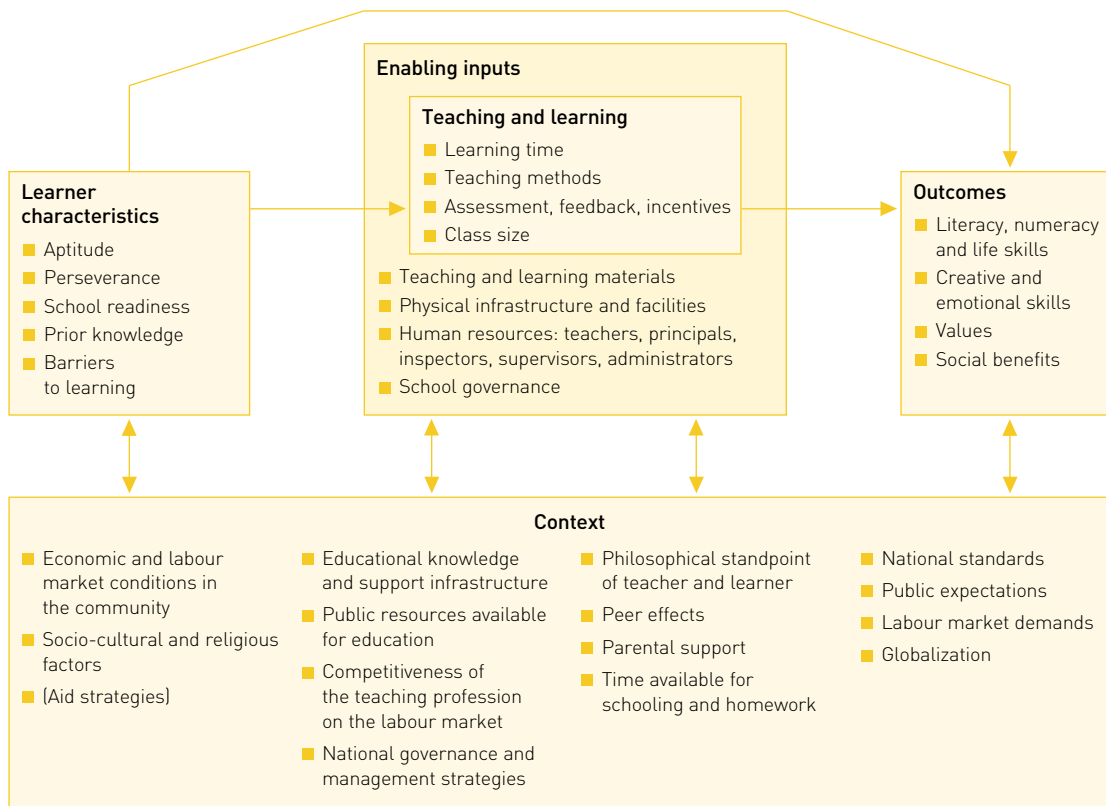 Enabling inputs
Teaching and learning
Learning time
Teaching methods
Assessment, feedback, incentives
Class size
Teaching and learning materials
Physical infrastructure and facilities
Human resources: teachers, principals,
inspectors, supervisors, administrators
School governance
Learner
characteristics
Aptitude
Perseverance
School readiness
Prior knowledge
Barriers
to learning
Outcomes
Literacy, numeracy
and life skills
Creative and
emotional skills
Values
Social benefits
Context
Economic and labour
market conditions in
the community
Socio-cultural and religious
factors
(Aid strategies)
Educational knowledge
and support infrastructure
Public resources available
for education
Competitiveness of
the teaching profession
on the labour market
National governance and
management strategies
Philosophical standpoint
of teacher and learner
Peer effects
Parental support
Time available for
schooling and homework
National standards
Public expectations
Labour market demands
Globalization